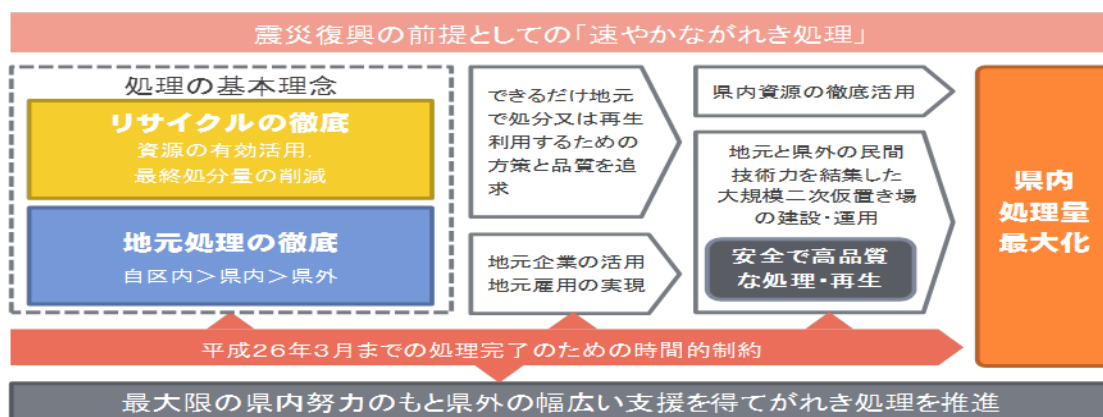 震災復興の前提としての「速やかながれき処理」
処理の基本理念
リサイクルの徹底
資源の有効活用,
最終処分量の削減
地元処理の徹底
自区内＞県内＞県外
できるだけ地元
で処分又は再生
利用するための
方策と品質を追
求
地元企業の活用
地元雇用の実現
県内資源の徹底活用
地元と県外の民間
技術力を結集した
大規模二次仮置き場
の建設・運用
安全で高品質
な処理・再生
県内
処理量
最大化
平成26年3月までの処理完了のための時間的制約
最大限の県内努力のもと県外の幅広い支援を得てがれき処理を推進